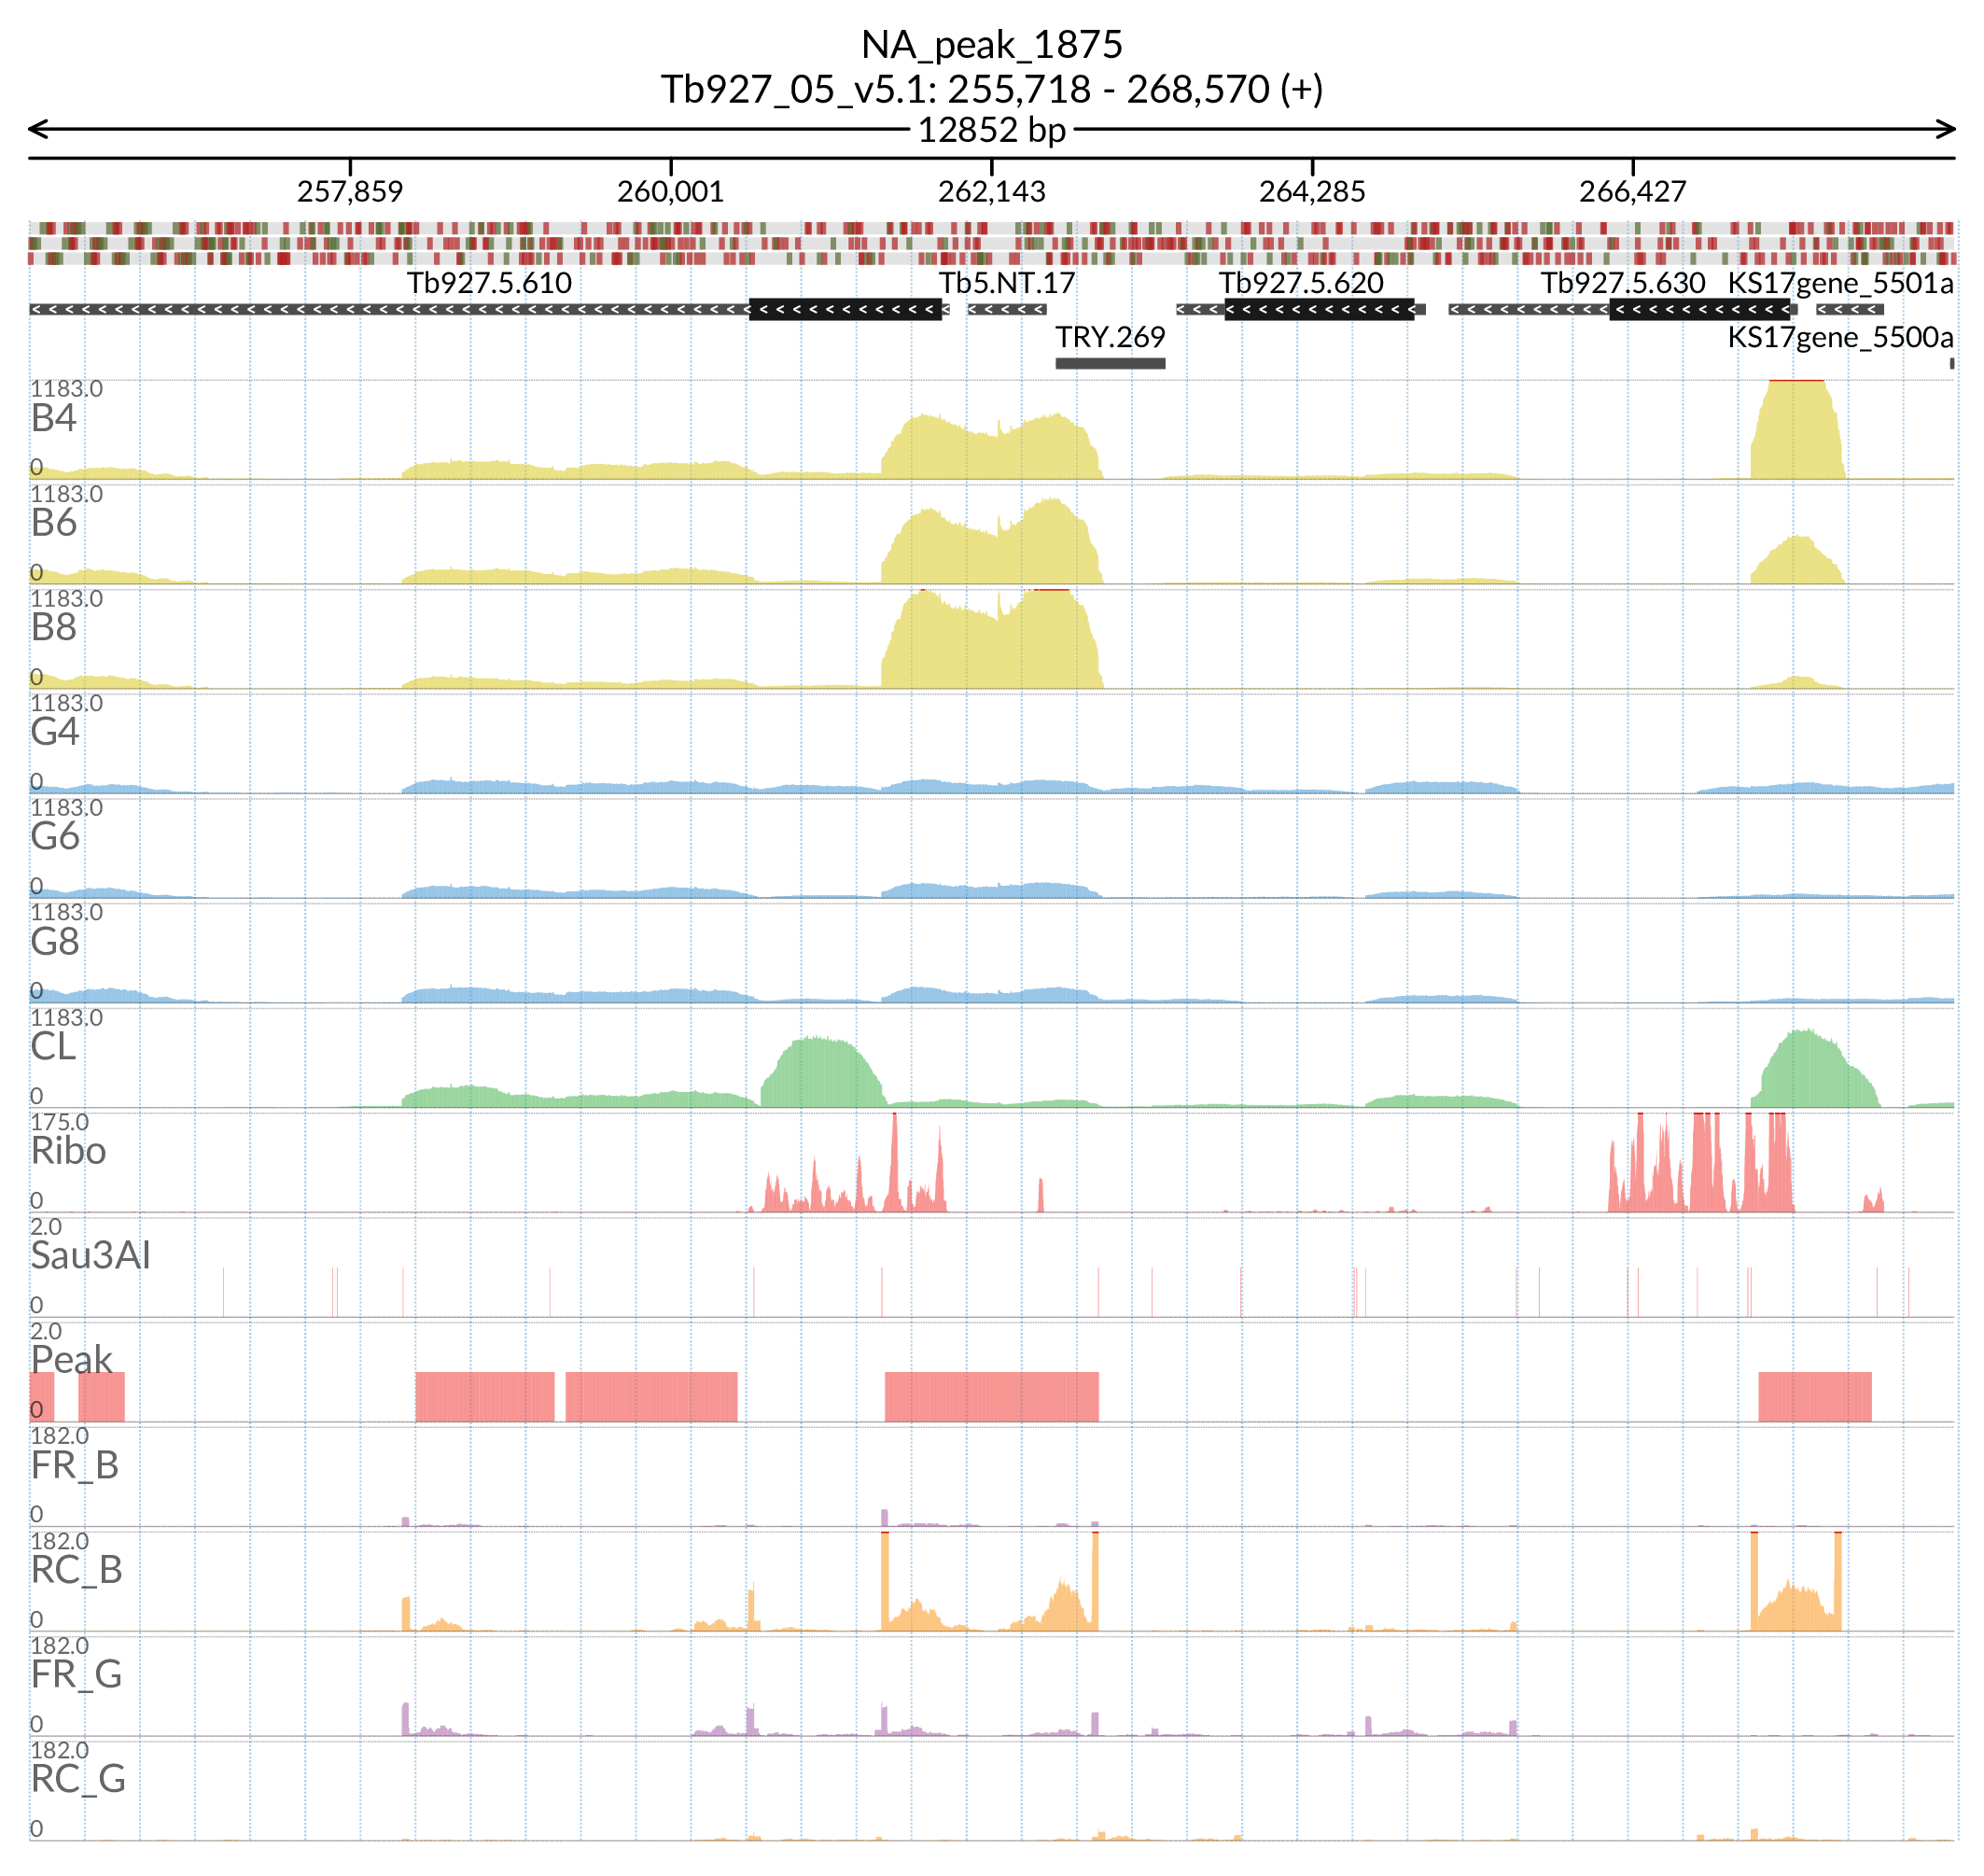 NA_peak_1875
Tb927_05_v5.1: 255,718 - 268,570 (+)
12852 bp
257,859 260,001 262,143 264,285 266,427
Tb927.5.610 Tb5.NT.17 Tb927.5.620 Tb927.5.630 KS17gene_5501a
TRY.269 KS17gene_5500a
1183.0
B4
0
1183.0
B6
0
1183.0
B8
0
1183.0
G4
0
1183.0
G6
0
1183.0
G8
0
1183.0
CL
0
175.0
Ribo
0
2.0
Sau3AI
0
2.0
Peak
0
182.0
FR_B
0
182.0
RC_B
0
182.0
FR_G
0
182.0
RC_G
0